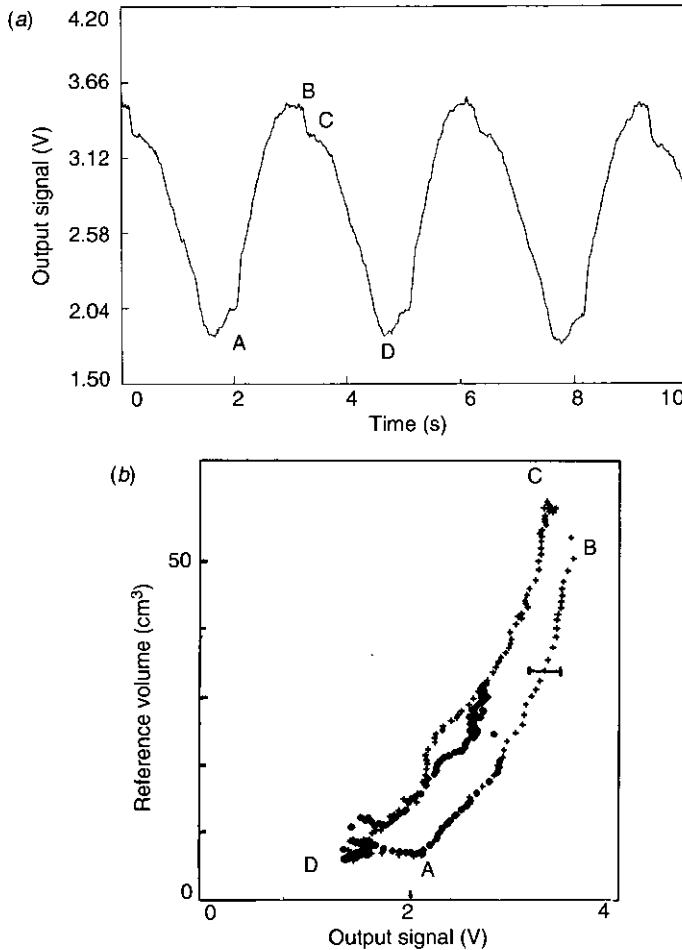 (a)
4.20
3.66
3.12
2.58
2.04
1.50
Output signal (V)
B
C
A
D
0 2 4 6 8 10
Time (s)
(b)
C
B
50
Reference volume (cm³)
D
A
0
0 2 4
Output signal (V)